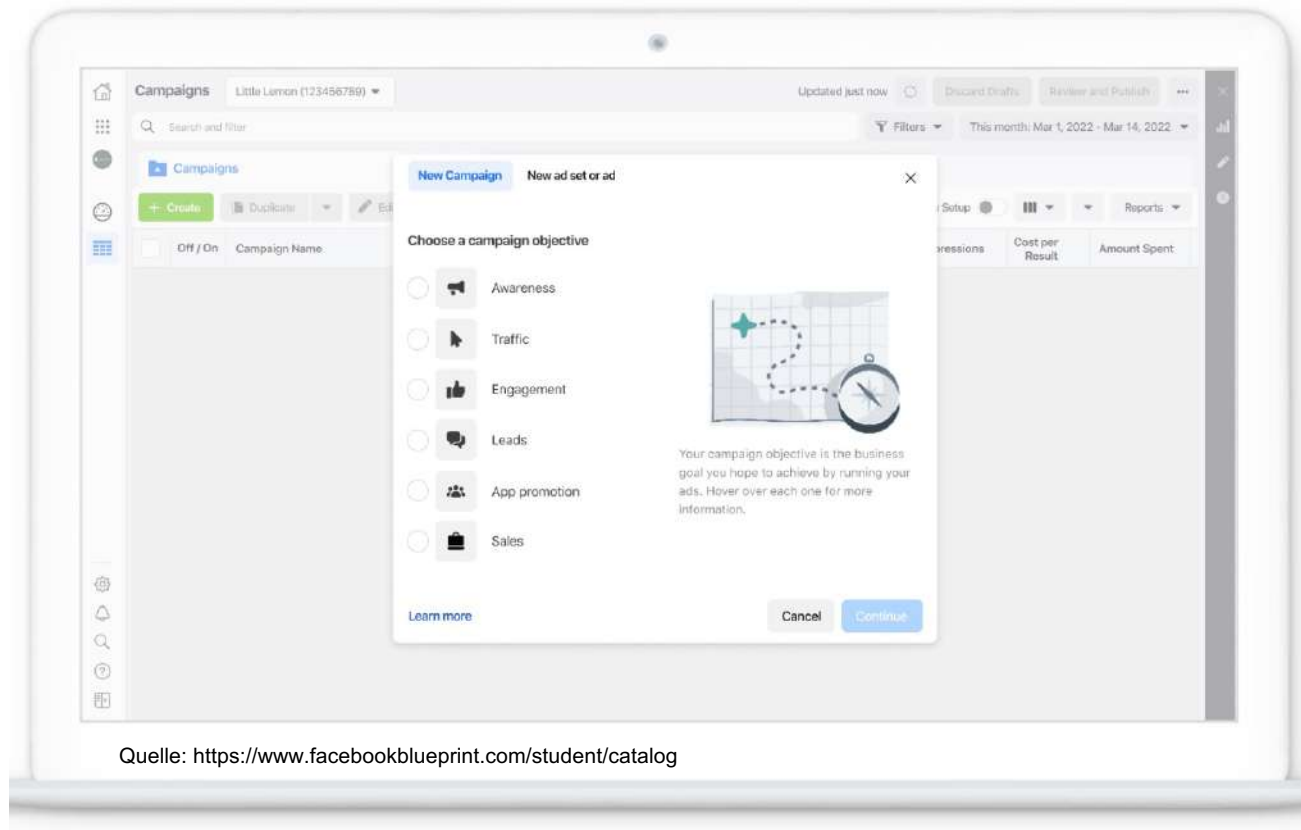 Campaigns
Little Lemon (123456789)
Updated just now
Discard Drafts
Review and Publish
Search and filter
Filters
This month: Mar 1, 2022 - Mar 14, 2022
Campaigns
New Campaign
New ad set or ad
+ Create
Duplicate
Setup
Reports
Off / On
Campaign Name
Cost per
Result
Amount Spent
Choose a campaign objective
Awareness
Traffic
Engagement
Leads
App promotion
Sales
Your campaign objective is the business
goal you hope to achieve by running your
ads. Hover over each one for more
information.
Learn more
Cancel
Continue
Quelle: https://www.facebookblueprint.com/student/catalog